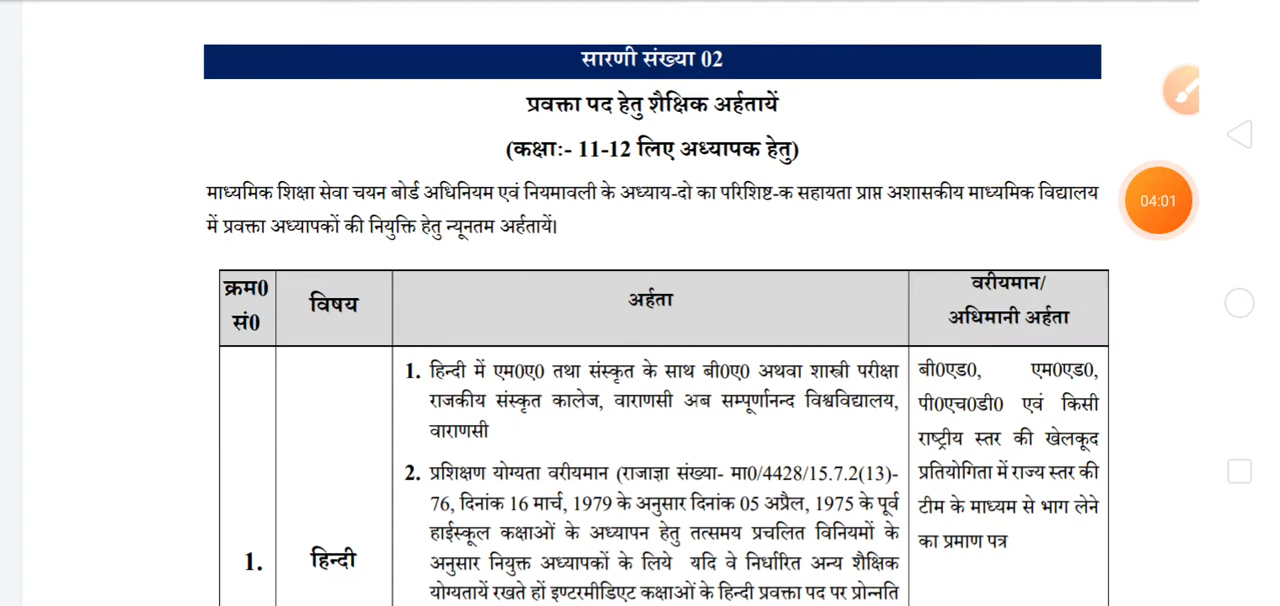 सारणी संख्या 02
प्रवक्ता पद हेतु शैक्षिक अर्हतायें
(कक्षाः- 11-12 लिए अध्यापक हेतु)
माध्यमिक शिक्षा सेवा चयन बोर्ड अधिनियम एवं नियमावली के अध्याय-दो का परिशिष्ट-क सहायता प्राप्त अशासकीय माध्यमिक विद्यालय
में प्रवक्ता अध्यापकों की नियुक्ति हेतु न्यूनतम अर्हतायें।
04:01
क्रम0
सं0
विषय
अर्हता
वरीयमान/
अधिमानी अर्हता
1.
हिन्दी
1. हिन्दी में एम0ए0 तथा संस्कृत के साथ बी0ए0 अथवा शास्त्री परीक्षा
राजकीय संस्कृत कालेज, वाराणसी अब सम्पूर्णानन्द विश्वविद्यालय,
वाराणसी
2. प्रशिक्षण योग्यता वरीयमान (राजाज्ञा संख्या- मा0/4428/15.7.2(13)-
76, दिनांक 16 मार्च, 1979 के अनुसार दिनांक 05 अप्रैल, 1975 के पूर्व
हाईस्कूल कक्षाओं के अध्यापन हेतु तत्समय प्रचलित विनियमों के
अनुसार नियुक्त अध्यापकों के लिये यदि वे निर्धारित अन्य शैक्षिक
योग्यतायें रखते हों इण्टरमीडिएट कक्षाओं के हिन्दी प्रवक्ता पद पर प्रोन्नति
बी0एड0, एम0एड0,
पी0एच0डी0 एवं किसी
राष्ट्रीय स्तर की खेलकूद
प्रतियोगिता में राज्य स्तर की
टीम के माध्यम से भाग लेने
का प्रमाण पत्र